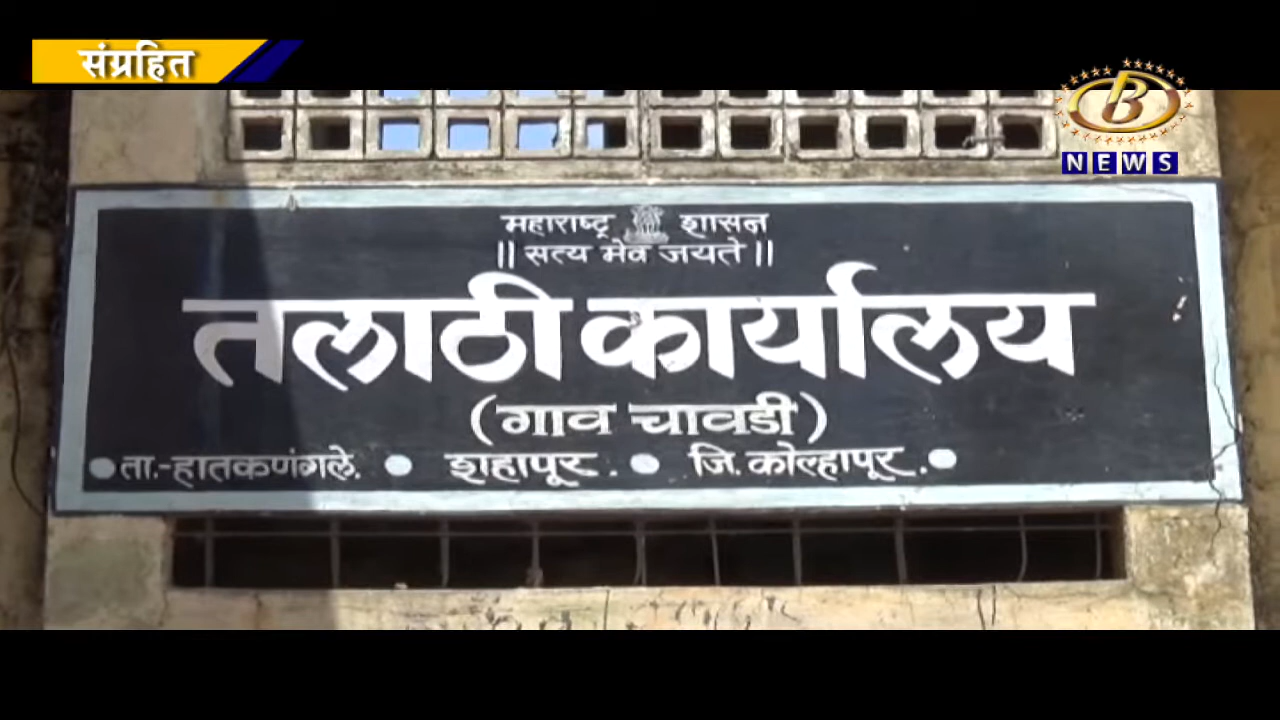 संग्रहित
B
NEWS
महाराष्ट्र शासन
|| सत्य मेव जयते ||
तलाठी कार्यालय
(गाव चावडी)
● ता.-हातकणंगले. ● शहापूर . ● जि. कोल्हापूर . ●